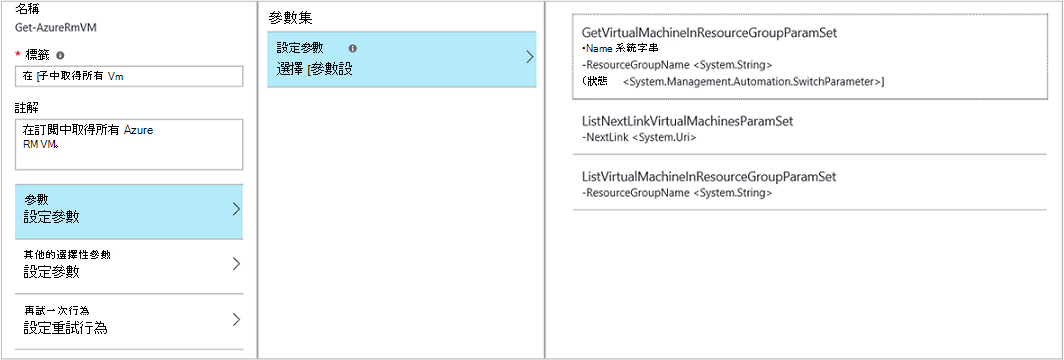 名稱
Get-AzureRmVM
* 標籤
在 [子中取得所有 Vm
註解
在訂閱中取得所有 Azure
RM VM。
參數
設定參數
其他的選擇性參數
設定參數
再試一次行為
設定重試行為
參數集
設定參數
選擇 [參數設
GetVirtualMachineInResourceGroupParamSet
-Name 系統字串
-ResourceGroupName <System.String>
(狀態 <System.Management.Automation.SwitchParameter>]
ListNextLinkVirtualMachinesParamSet
-NextLink <System.Uri>
ListVirtualMachineInResourceGroupParamSet
-ResourceGroupName <System.String>